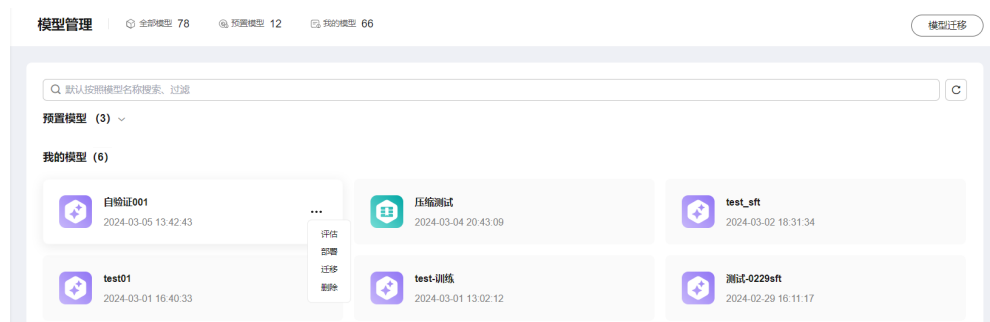 模型管理 全部模型 78 预置模型 12 我的模型 66 模型迁移
默认按照模型名称搜索、过滤
预置模型 (3)
我的模型 (6)
自验证001
2024-03-05 13:42:43
压缩测试
2024-03-04 20:43:09
test_sft
2024-03-02 18:31:34
评估
部署
迁移
删除
test01
2024-03-01 16:40:33
test-训练
2024-03-01 13:02:12
测试-0229sft
2024-02-29 16:11:17